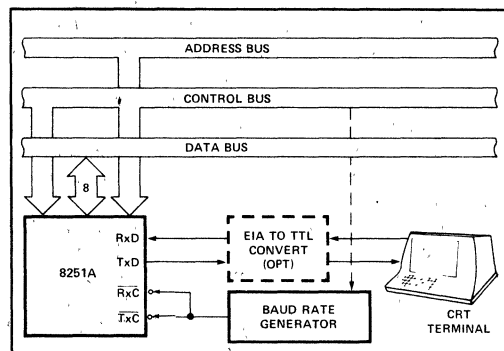 ADDRESS BUS
CONTROL BUS
DATA BUS
8
8251A
RxD
TxD
RxC
TxC
EIA TO TTL
CONVERT
(OPT)
BAUD RATE
GENERATOR
CRT
TERMINAL